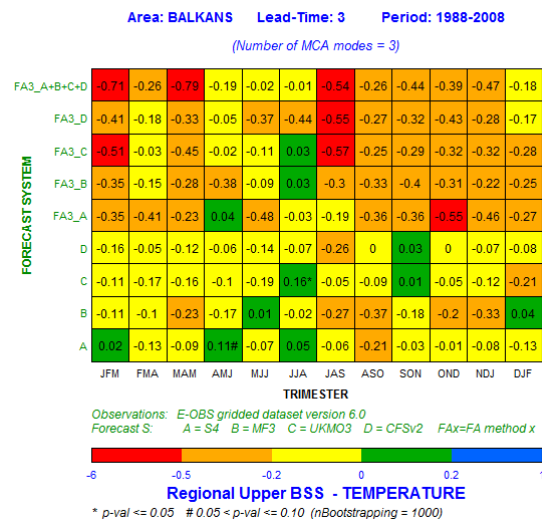 Area: BALKANS Lead-Time: 3 Period: 1988-2008
(Number of MCA modes = 3)
FORECAST SYSTEM
FA3_A+B+C+D -0.71 -0.26 -0.79 -0.19 -0.02 -0.01 -0.54 -0.26 -0.44 -0.39 -0.47 -0.18
FA3_D -0.41 -0.18 -0.33 -0.05 -0.37 -0.44 -0.55 -0.27 -0.32 -0.43 -0.28 -0.17
FA3_C -0.51 -0.03 -0.45 -0.02 -0.11 0.03 -0.57 -0.25 -0.29 -0.32 -0.32 -0.28
FA3_B -0.35 -0.15 -0.28 -0.38 -0.09 0.03 -0.3 -0.33 -0.4 -0.31 -0.22 -0.25
FA3_A -0.35 -0.41 -0.23 0.04 -0.48 -0.03 -0.19 -0.36 -0.36 -0.55 -0.46 -0.27
D -0.16 -0.05 -0.12 -0.06 -0.14 -0.07 -0.26 0 0.03 0 -0.07 -0.08
C -0.11 -0.17 -0.16 -0.1 -0.19 0.16* -0.05 -0.09 0.01 -0.05 -0.12 -0.21
B -0.11 -0.1 -0.23 -0.17 0.01 -0.02 -0.27 -0.37 -0.18 -0.2 -0.33 0.04
A 0.02 -0.13 -0.09 0.11# -0.07 0.05 -0.06 -0.21 -0.03 -0.01 -0.08 -0.13
JFM FMA MAM AMJ MJJ JJA JAS ASO SON OND NDJ DJF
TRIMESTER
Observations: E-OBS gridded dataset version 6.0
Forecast S: A = S4 B = MF3 C = UKMO3 D = CFSv2 FAx=FA method x
-6 -0.5 -0.2 0 0.2 1
Regional Upper BSS - TEMPERATURE
* p-val <= 0.05 # 0.05 < p-val <= 0.10 (nBootstrapping = 1000)